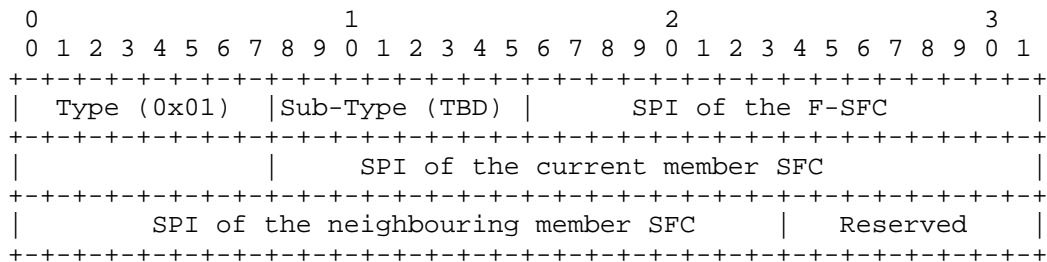 0                   1                   2                   3
 0 1 2 3 4 5 6 7 8 9 0 1 2 3 4 5 6 7 8 9 0 1 2 3 4 5 6 7 8 9 0 1
+-+-+-+-+-+-+-+-+-+-+-+-+-+-+-+-+-+-+-+-+-+-+-+-+-+-+-+-+-+-+-+-+
|  Type (0x01)  |Sub-Type (TBD) |      SPI of the F-SFC         |
+-+-+-+-+-+-+-+-+-+-+-+-+-+-+-+-+-+-+-+-+-+-+-+-+-+-+-+-+-+-+-+-+
|               |     SPI of the current member SFC             |
+-+-+-+-+-+-+-+-+-+-+-+-+-+-+-+-+-+-+-+-+-+-+-+-+-+-+-+-+-+-+-+-+
|        SPI of the neighbouring member SFC     |   Reserved    |
+-+-+-+-+-+-+-+-+-+-+-+-+-+-+-+-+-+-+-+-+-+-+-+-+-+-+-+-+-+-+-+-+